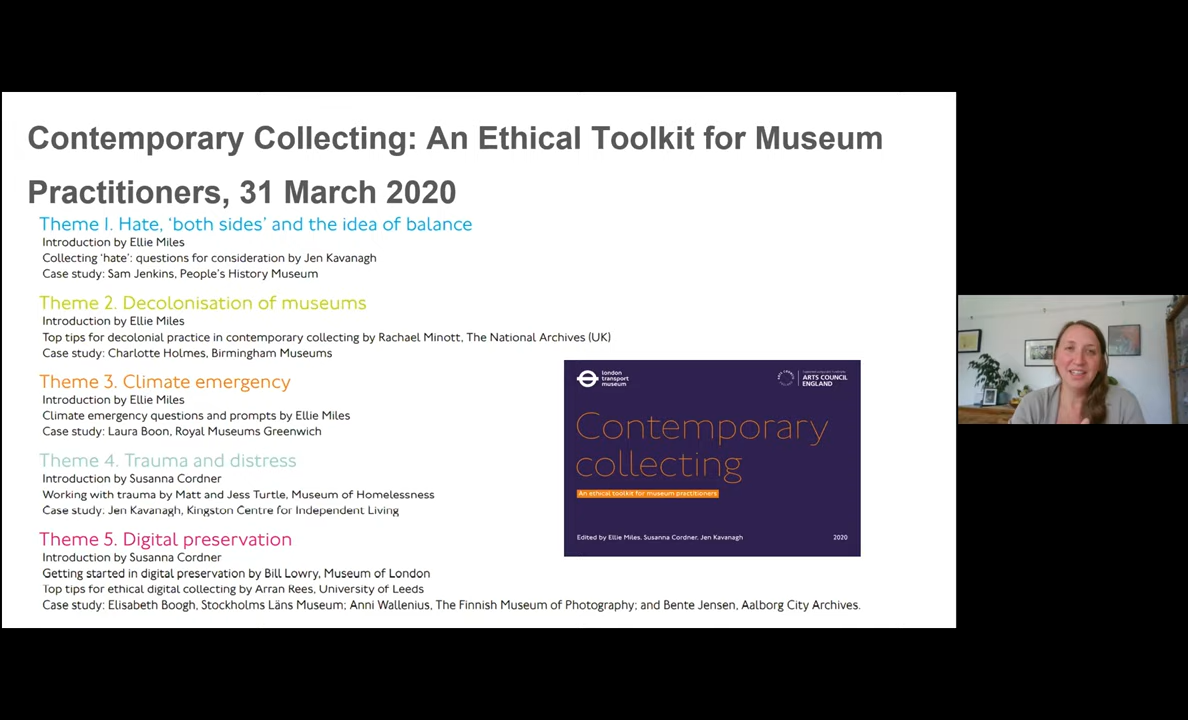 Contemporary Collecting: An Ethical Toolkit for Museum
Practitioners, 31 March 2020
Theme 1. Hate, ‘both sides’ and the idea of balance
Introduction by Ellie Miles
Collecting ‘hate’: questions for consideration by Jen Kavanagh
Case study: Sam Jenkins, People’s History Museum
Theme 2. Decolonisation of museums
Introduction by Ellie Miles
Top tips for decolonial practice in contemporary collecting by Rachael Minott, The National Archives (UK)
Case study: Charlotte Holmes, Birmingham Museums
Theme 3. Climate emergency
Introduction by Ellie Miles
Climate emergency questions and prompts by Ellie Miles
Case study: Laura Boon, Royal Museums Greenwich
Theme 4. Trauma and distress
Introduction by Susanna Cordner
Working with trauma by Matt and Jess Turtle, Museum of Homelessness
Case study: Jen Kavanagh, Kingston Centre for Independent Living
Theme 5. Digital preservation
Introduction by Susanna Cordner
Getting started in digital preservation by Bill Lowry, Museum of London
Top tips for ethical digital collecting by Arran Rees, University of Leeds
Case study: Elisabeth Boogh, Stockholms Läns Museum; Anni Wallenius, The Finnish Museum of Photography; and Bente Jensen, Aalborg City Archives.
london
transport
museum
ARTS COUNCIL
ENGLAND
Contemporary
collecting
An ethical toolkit for museum practitioners
Edited by Ellie Miles, Susanna Cordner, Jen Kavanagh
2020